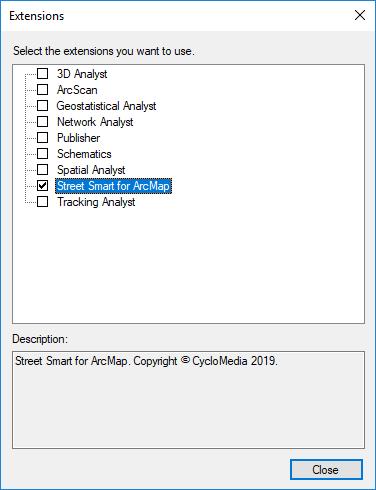 Extensions
Select the extensions you want to use.
3D Analyst
ArcScan
Geostatistical Analyst
Network Analyst
Publisher
Schematics
Spatial Analyst
Street Smart for ArcMap
Tracking Analyst
Description:
Street Smart for ArcMap. Copyright © CycloMedia 2019.
Close